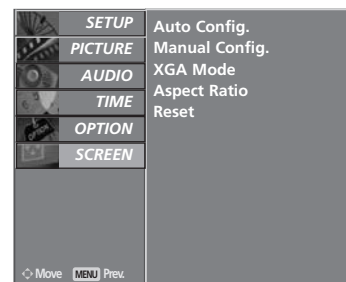 SETUP
PICTURE
AUDIO
TIME
OPTION
SCREEN
Auto Config.
Manual Config.
XGA Mode
Aspect Ratio
Reset
Move MENU Prev.